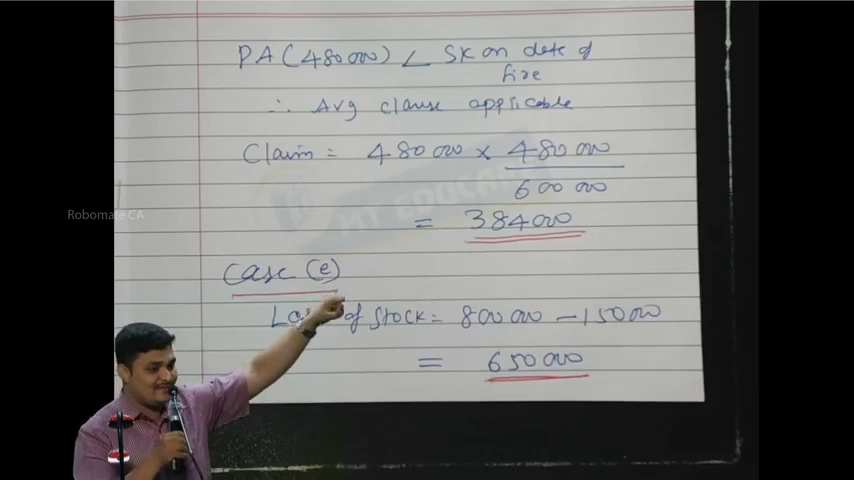 PA (480000) ∠ Sk on date of
fire
∴ Avg clause applicable
Claim = 480000 × 480000
600000
= 384000
Robomate CA
Case (e)
Loss of Stock = 800000 - 150000
= 650000